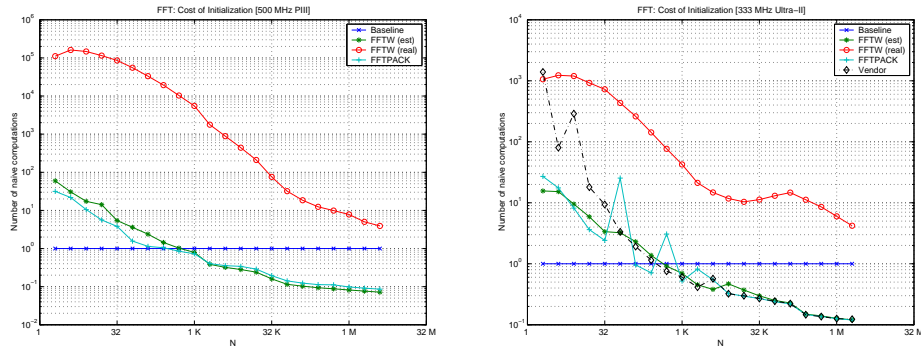 FFT: Cost of Initialization [500 MHz PIII]
10^6
10^5
10^4
10^3
10^2
10^1
10^0
10^−1
10^−2
Number of naive computations
Baseline
FFTW (est)
FFTW (real)
FFTPACK
1 32 1 K 32 K 1 M 32 M
N
FFT: Cost of Initialization [333 MHz Ultra−II]
10^4
10^3
10^2
10^1
10^0
10^−1
Number of naive computations
Baseline
FFTW (est)
FFTW (real)
FFTPACK
Vendor
1 32 1 K 32 K 1 M 32 M
N